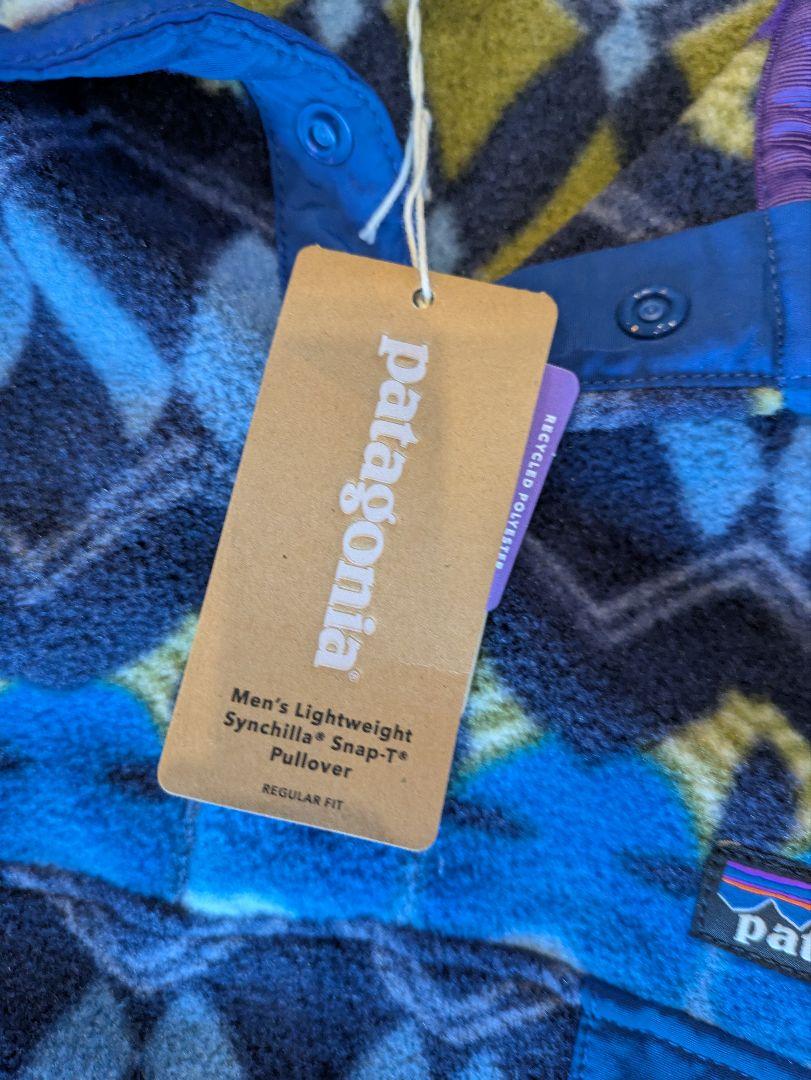 patagonia®
Men's Lightweight
Synchilla® Snap-T®
Pullover
REGULAR FIT
RECYCLED POLYESTER
pat